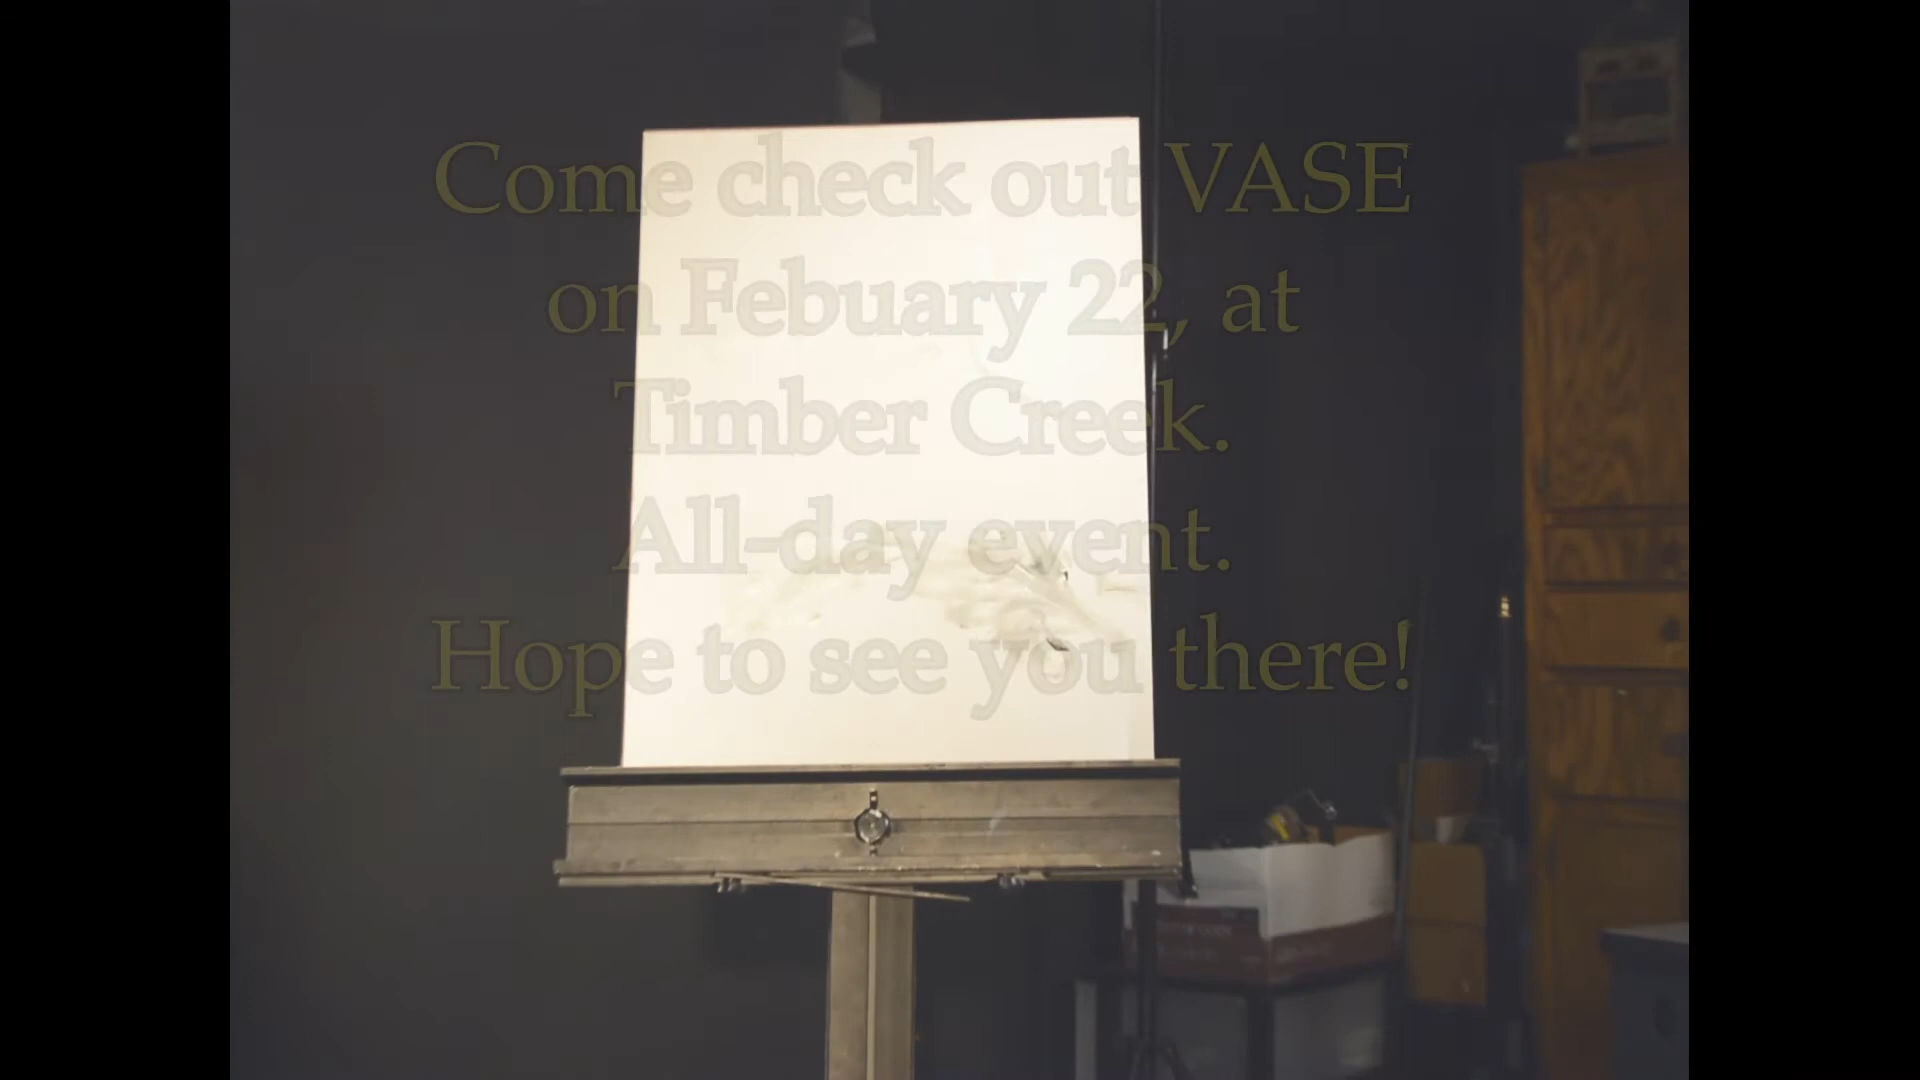 Come check out VASE
on Febuary 22, at
Timber Creek.
All-day event.
Hope to see you there!